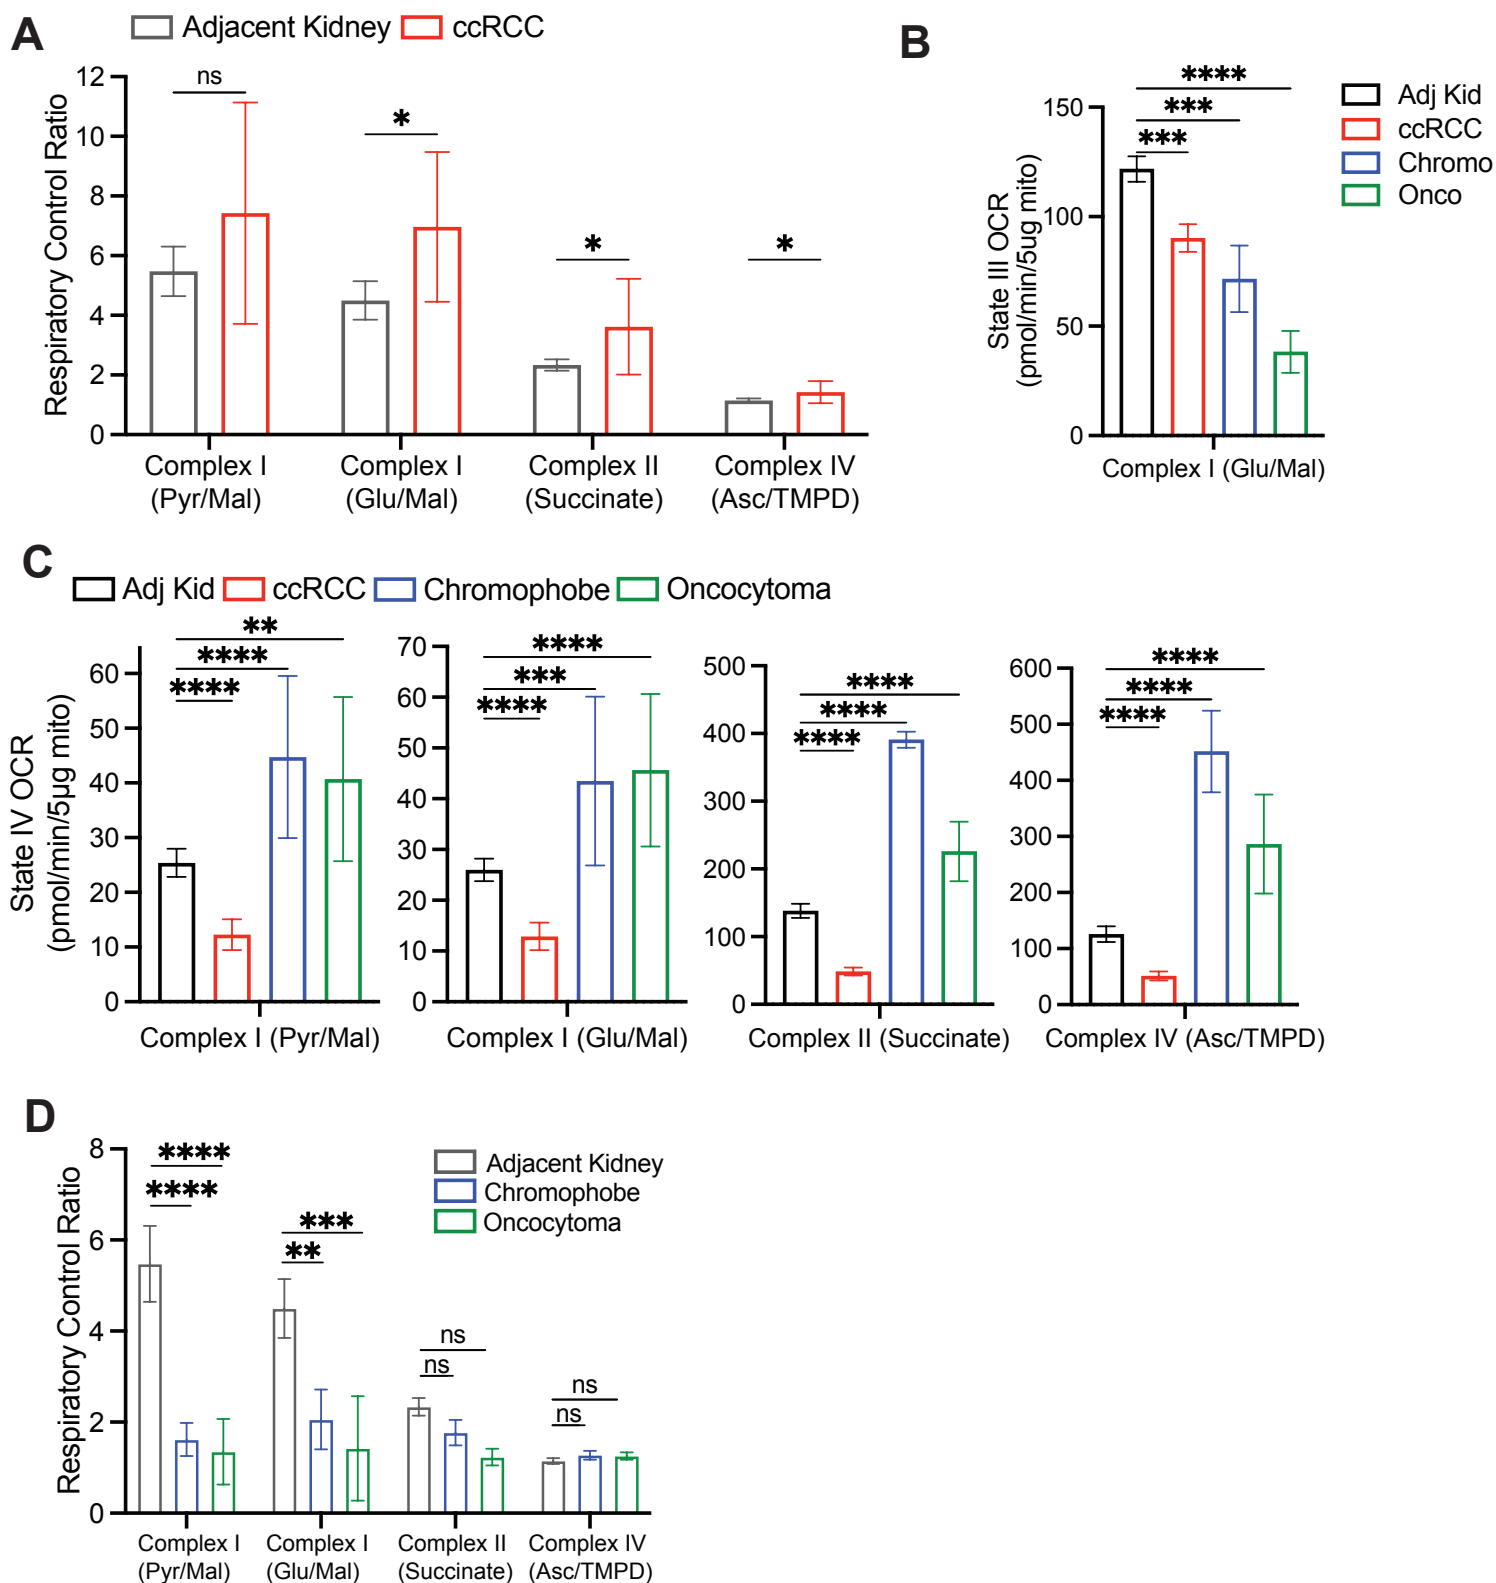 A
Adjacent Kidney ccRCC
Respiratory Control Ratio
12
10
8
6
4
2
0
ns
*
*
*
Complex I
(Pyr/Mal)
Complex I
(Glu/Mal)
Complex II
(Succinate)
Complex IV
(Asc/TMPD)
B
State III OCR
(pmol/min/5ug mito)
150
100
50
0
****
***
***
Complex I (Glu/Mal)
Adj Kid
ccRCC
Chromo
Onco
C
Adj Kid ccRCC Chromophobe Oncocytoma
State IV OCR
(pmol/min/5µg mito)
60
50
40
30
20
10
0
**
****
****
Complex I (Pyr/Mal)
70
60
50
40
30
20
10
0
****
***
****
Complex I (Glu/Mal)
500
400
300
200
100
0
****
****
****
Complex II (Succinate)
600
500
400
300
200
100
0
****
****
****
Complex IV (Asc/TMPD)
D
Respiratory Control Ratio
8
6
4
2
0
****
****
***
**
ns
ns
ns
ns
Adjacent Kidney
Chromophobe
Oncocytoma
Complex I
(Pyr/Mal)
Complex I
(Glu/Mal)
Complex II
(Succinate)
Complex IV
(Asc/TMPD)